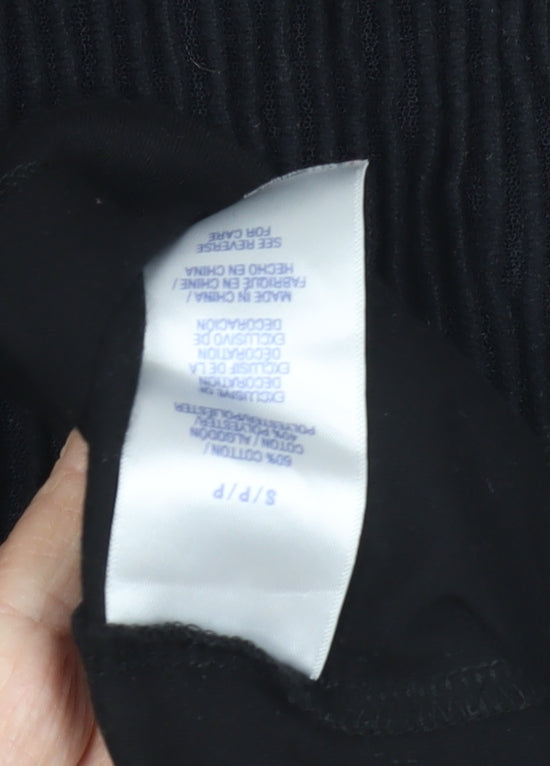 S/P/P
60% COTTON/
COTON/ALGODÓN
40% POLYESTER/
POLYESTER/POLIÉSTER
EXCLUSIVE OF
DECORATION
EXCLUSIF DE LA
DÉCORATION
EXCLUSIVO DE
DECORACIÓN
MADE IN CHINA/
FABRIQUÉ EN CHINE/
HECHO EN CHINA
SEE REVERSE
FOR CARE